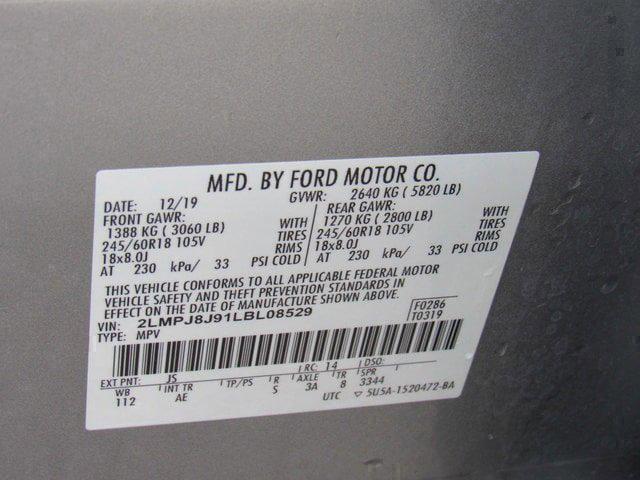 MFD. BY FORD MOTOR CO.
DATE: 12/19 GVWR: 2640 KG ( 5820 LB)
FRONT GAWR: REAR GAWR:
1388 KG ( 3060 LB) WITH 1270 KG ( 2800 LB) WITH
245/60R18 105V TIRES 245/60R18 105V TIRES
18x8.0J RIMS 18x8.0J RIMS
AT 230 kPa/ 33 PSI COLD AT 230 kPa/ 33 PSI COLD
THIS VEHICLE CONFORMS TO ALL APPLICABLE FEDERAL MOTOR
VEHICLE SAFETY AND THEFT PREVENTION STANDARDS IN
EFFECT ON THE DATE OF MANUFACTURE SHOWN ABOVE. F0286
VIN: 2LMPJ8J91LBL08529 T0319
TYPE: MPV
EXT PNT: JS RC: 14 DSO:
WB INT TR TP/PS R AXLE TR SPR
112 AE S 3A 8 3344
UTC ▽ 5U5A-1520472-BA